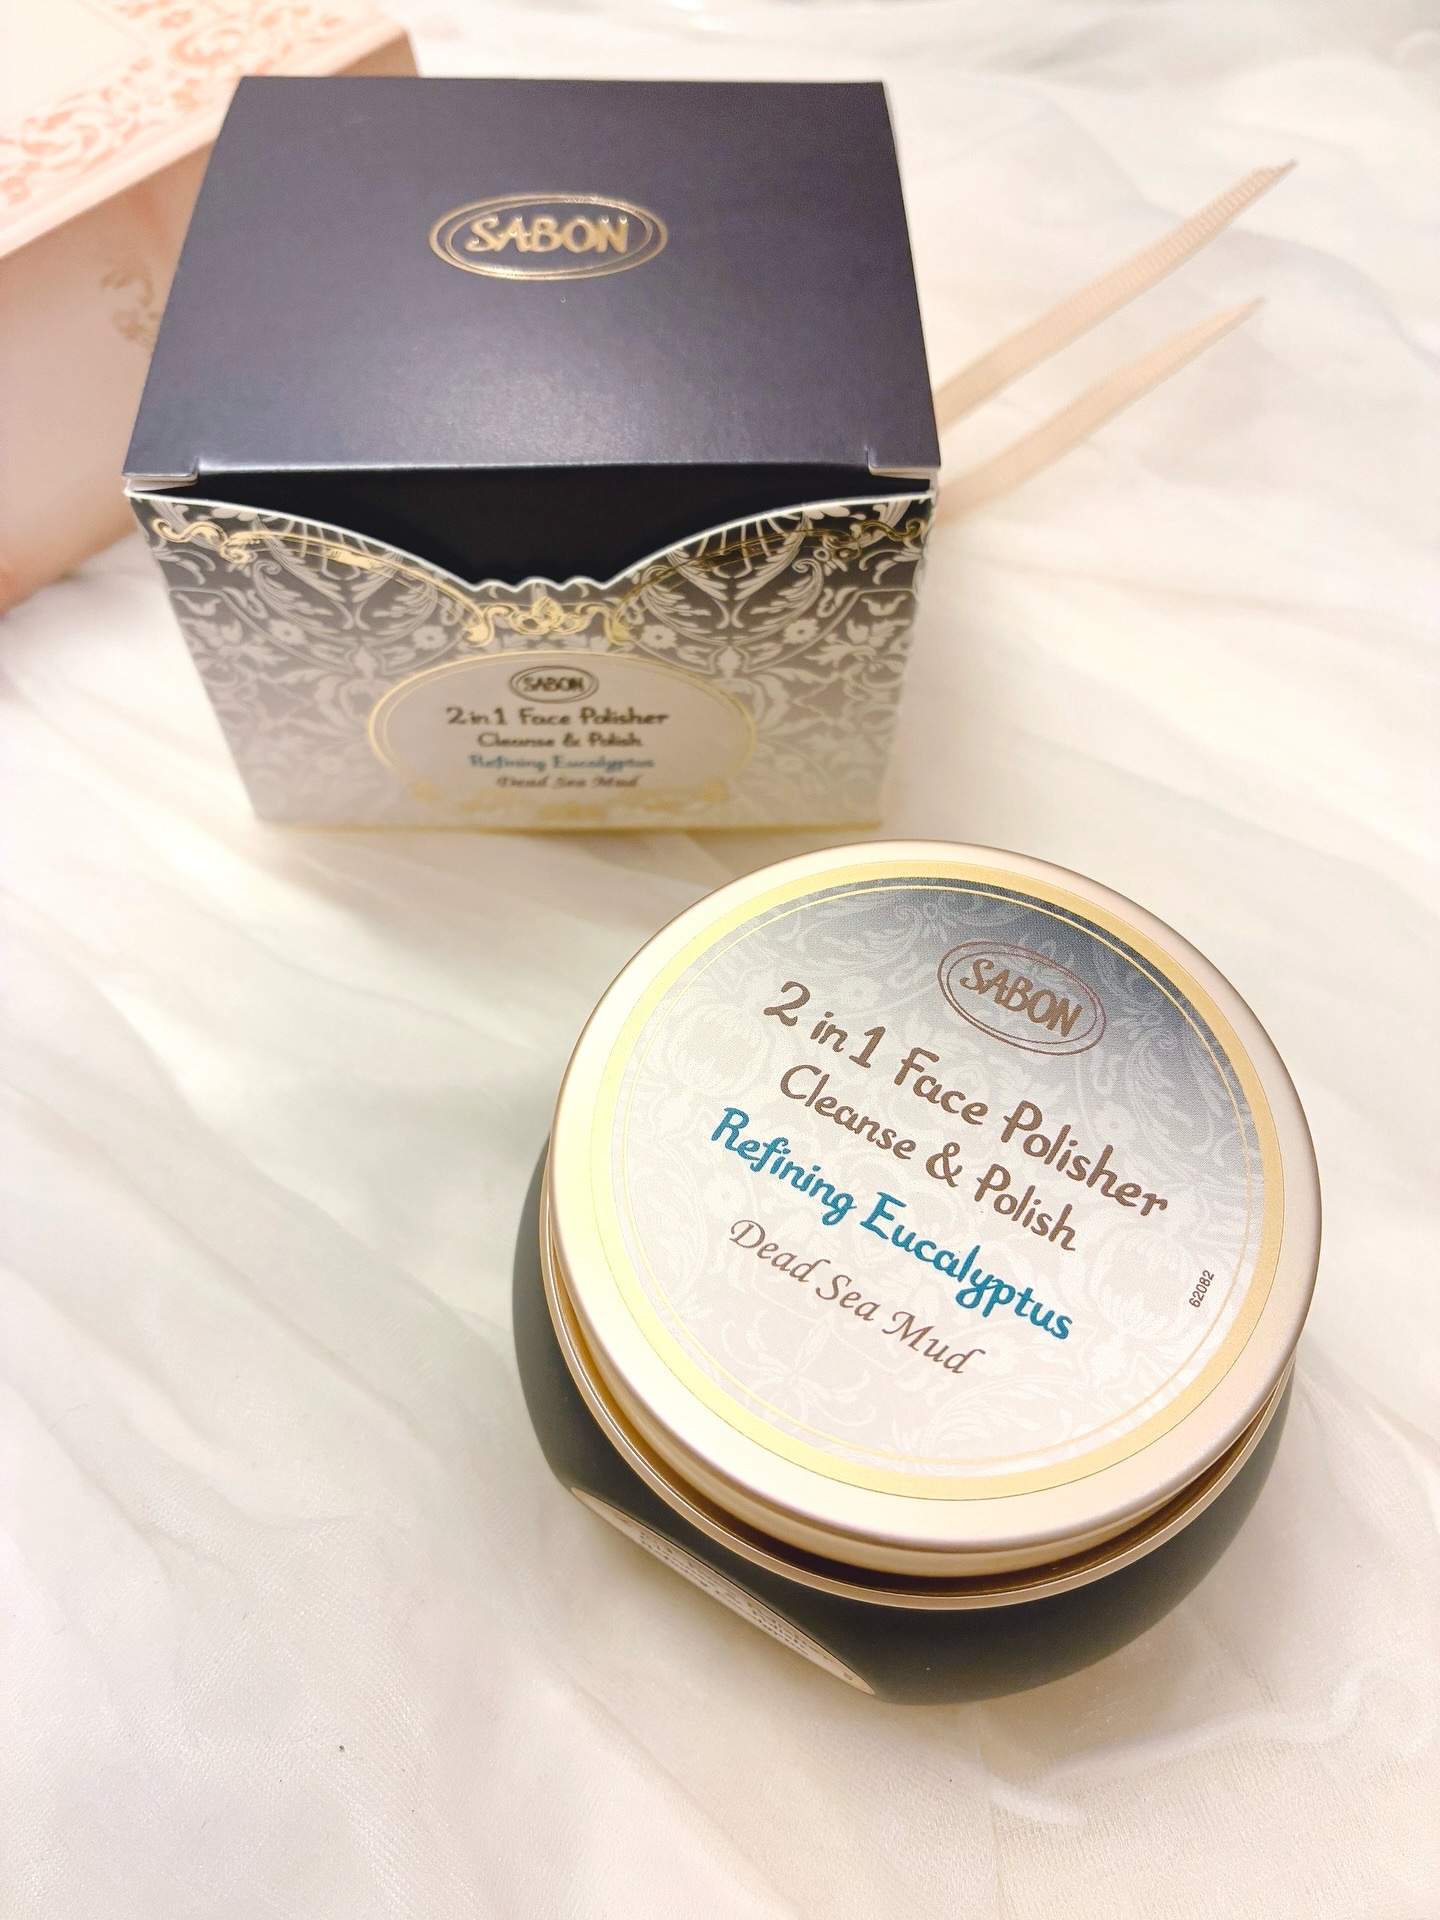 SABON
SABON
2 in 1 Face Polisher
Cleanse & Polish
Refining Eucalyptus
Dead Sea Mud
SABON
2 in 1 Face Polisher
Cleanse & Polish
Refining Eucalyptus
Dead Sea Mud
62082